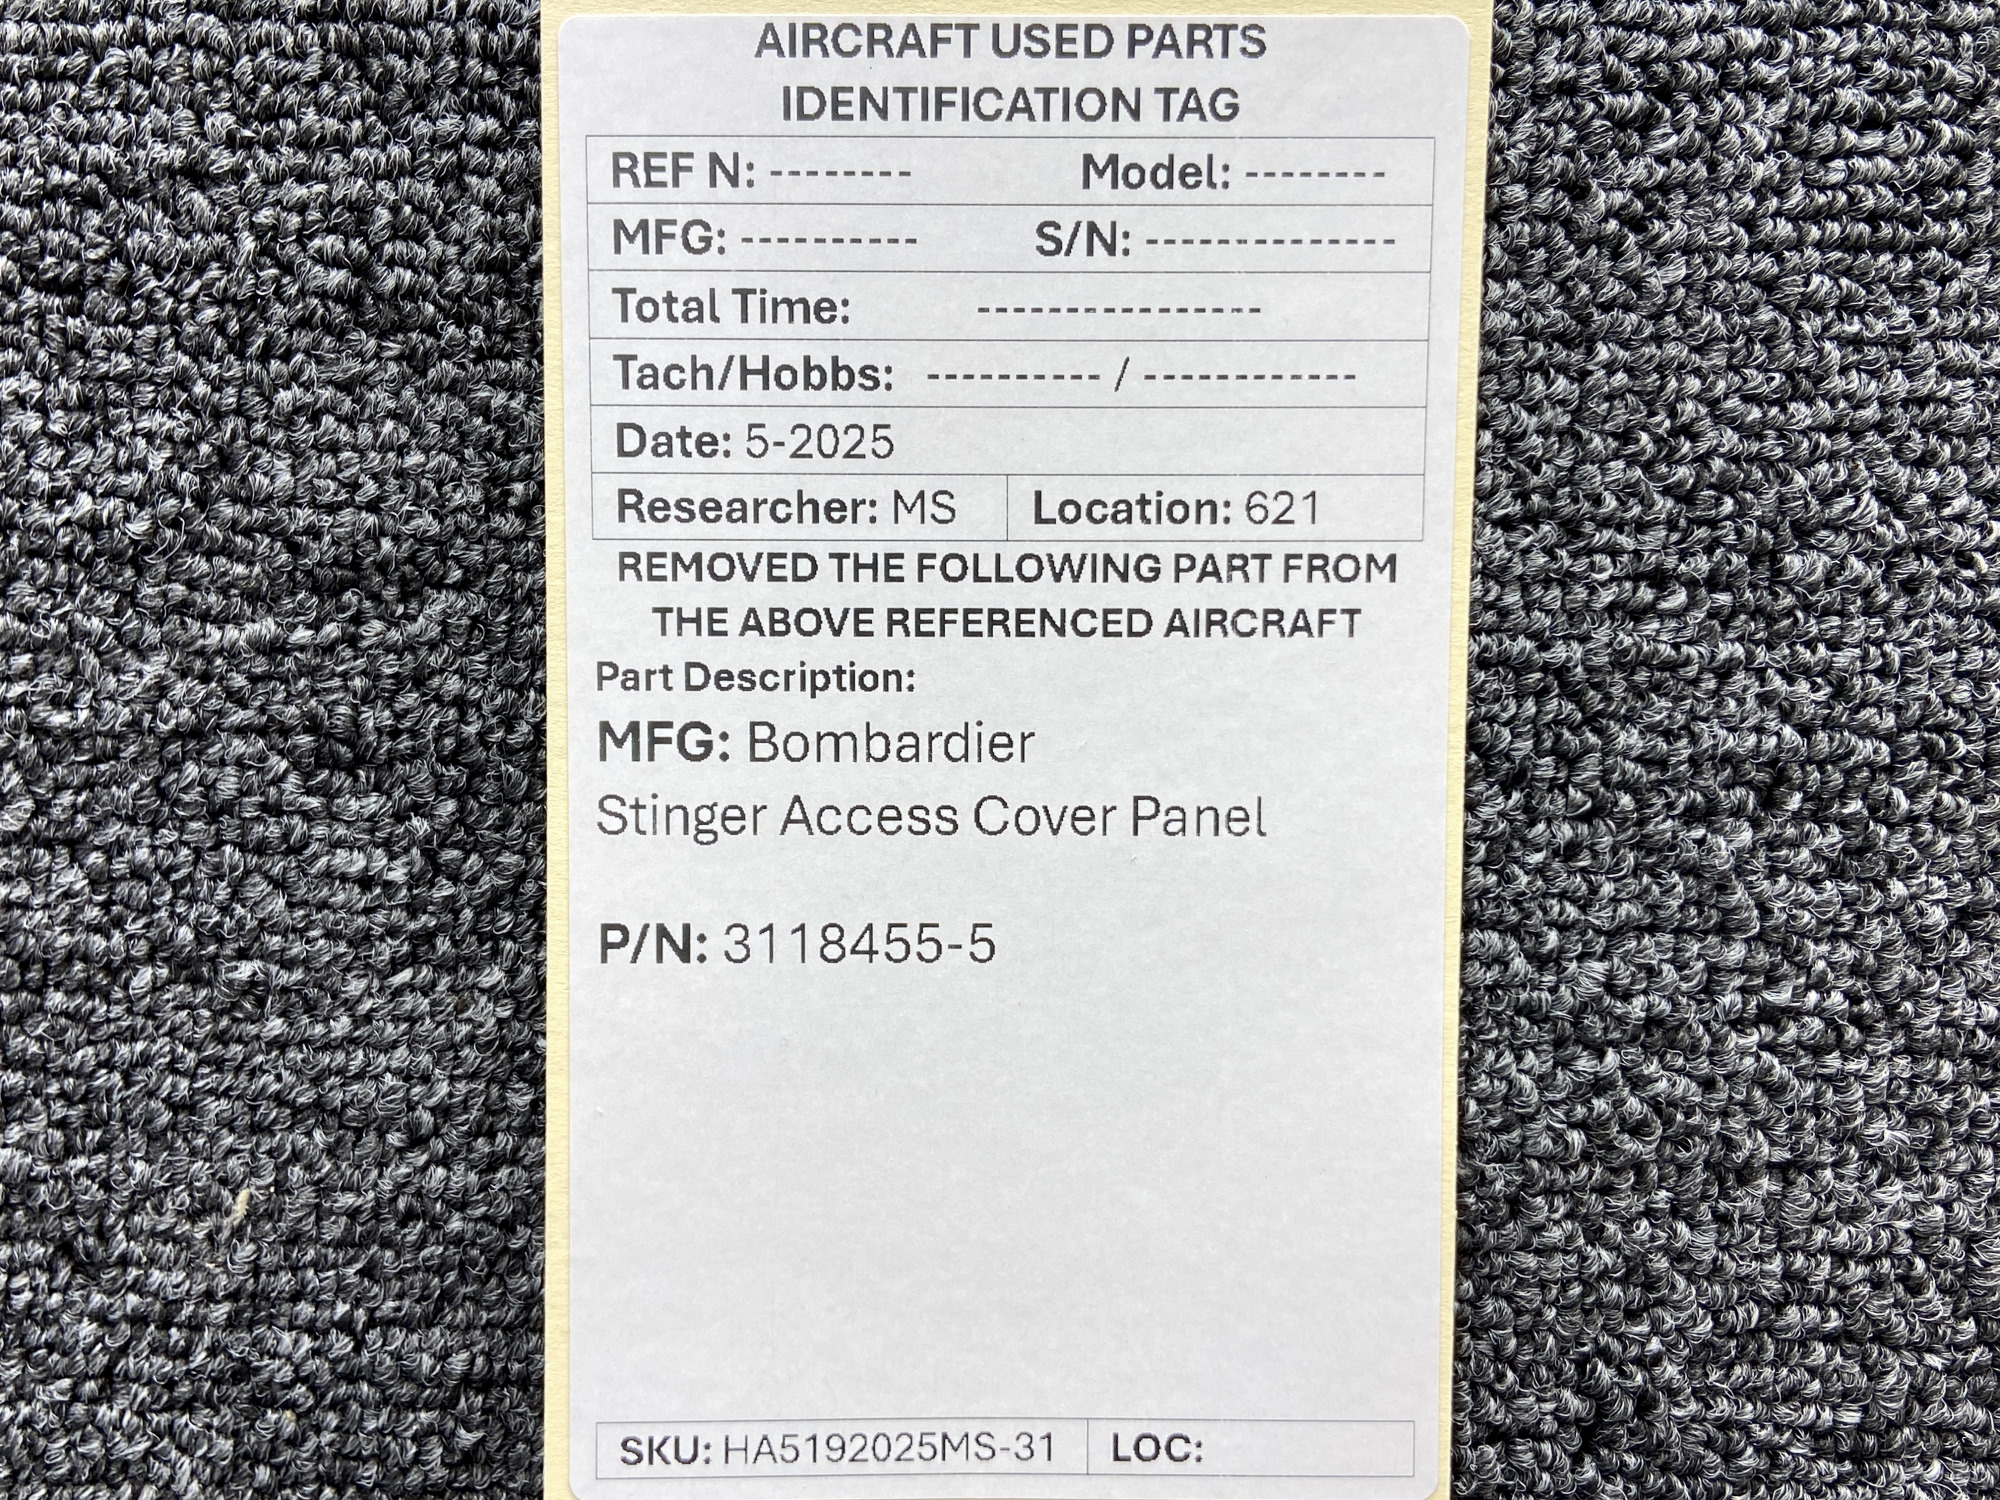 AIRCRAFT USED PARTS
IDENTIFICATION TAG
REF N: -------- Model: --------
MFG: ---------- S/N: --------------
Total Time: ----------------
Tach/Hobbs: ---------- / ------------
Date: 5-2025
Researcher: MS Location: 621
REMOVED THE FOLLOWING PART FROM
THE ABOVE REFERENCED AIRCRAFT
Part Description:
MFG: Bombardier
Stinger Access Cover Panel
P/N: 3118455-5
SKU: HA5192025MS-31 LOC: